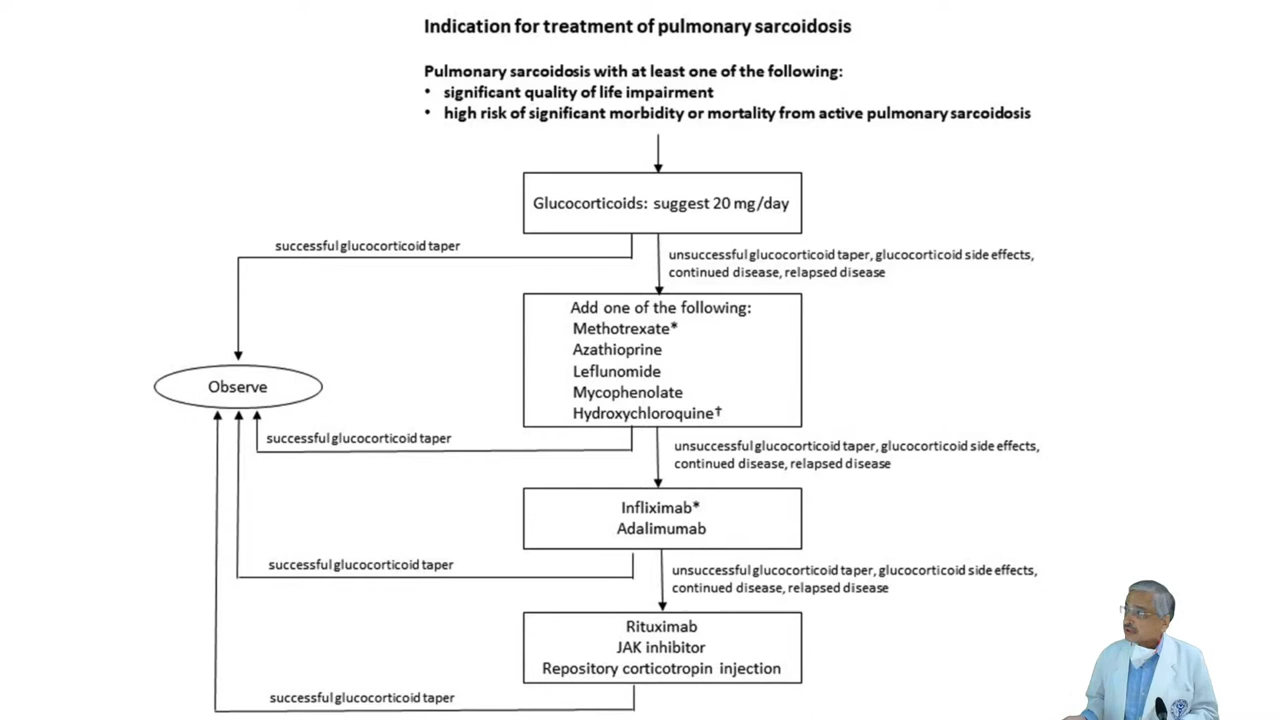 Indication for treatment of pulmonary sarcoidosis
Pulmonary sarcoidosis with at least one of the following:
• significant quality of life impairment
• high risk of significant morbidity or mortality from active pulmonary sarcoidosis
Glucocorticoids: suggest 20 mg/day
successful glucocorticoid taper
unsuccessful glucocorticoid taper, glucocorticoid side effects,
continued disease, relapsed disease
Add one of the following:
Methotrexate*
Azathioprine
Leflunomide
Mycophenolate
Hydroxychloroquine†
Observe
successful glucocorticoid taper
unsuccessful glucocorticoid taper, glucocorticoid side effects,
continued disease, relapsed disease
Infliximab*
Adalimumab
successful glucocorticoid taper
unsuccessful glucocorticoid taper, glucocorticoid side effects,
continued disease, relapsed disease
Rituximab
JAK inhibitor
Repository corticotropin injection
successful glucocorticoid taper